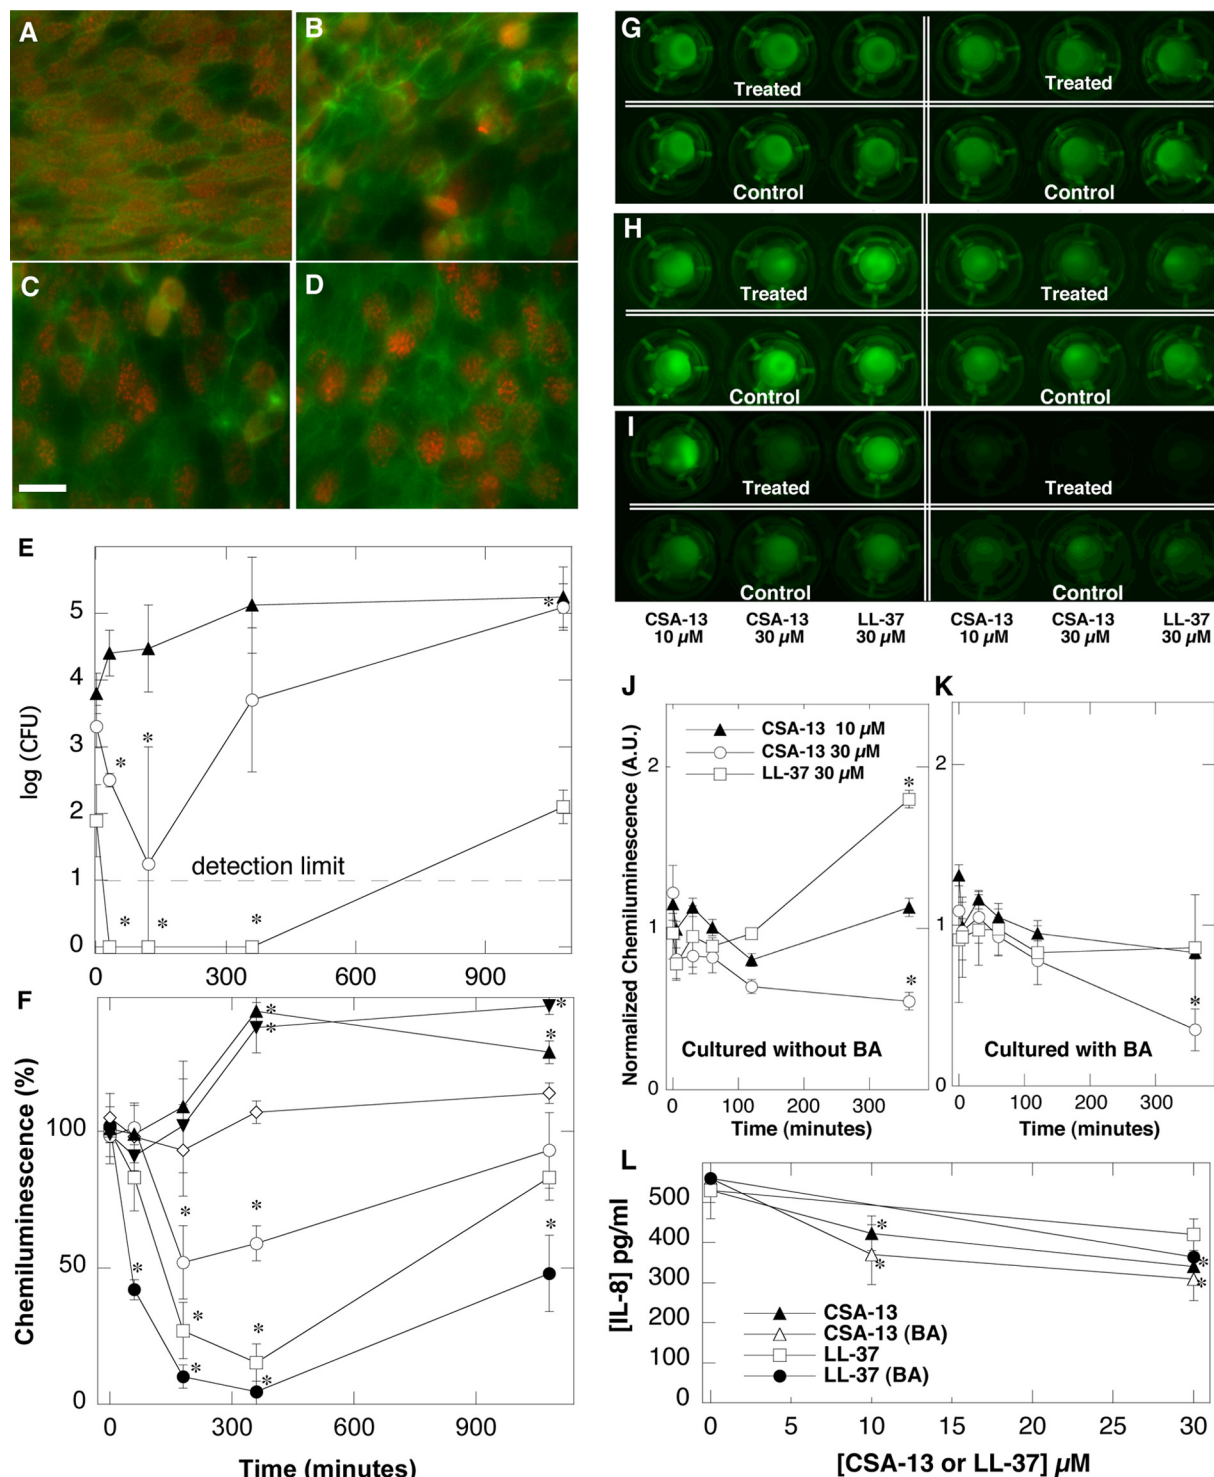 A
B
C
D
G
Treated
Treated
Control
Control
H
Treated
Treated
Control
Control
I
Treated
Treated
Control
Control
CSA-13 CSA-13 LL-37 CSA-13 CSA-13 LL-37
10 µM 30 µM 30 µM 10 µM 30 µM 30 µM
E
5
4
3
2
1
0
log (CFU)
* * * * * * *
detection limit
0 300 600 900
F
100
50
0
Chemiluminescence (%)
* * * * * * * * * * *
0 300 600 900
Time (minutes)
J
2
1
0
Normalized Chemiluminescence (A.U.)
CSA-13 10 µM
CSA-13 30 µM
LL-37 30 µM
*
*
Cultured without BA
0 100 200 300
Time (minutes)
K
2
1
0
*
Cultured with BA
0 100 200 300
Time (minutes)
L
500
400
300
200
100
0
[IL-8] pg/ml
* * * *
CSA-13
CSA-13 (BA)
LL-37
LL-37 (BA)
0 5 10 15 20 25 30
[CSA-13 or LL-37] µM